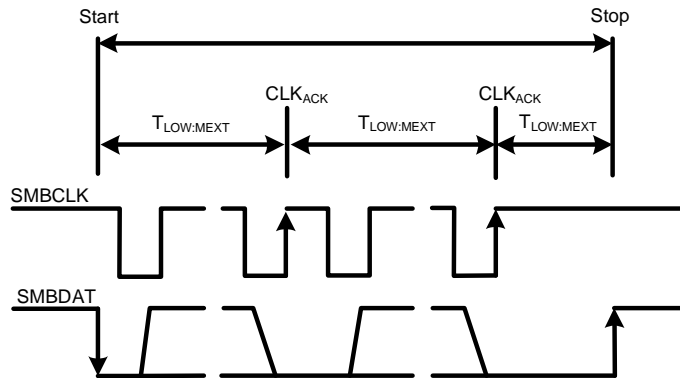 Start
Stop
CLKACK
CLKACK
TLOW:MEXT
TLOW:MEXT
TLOW:MEXT
SMBCLK
SMBDAT